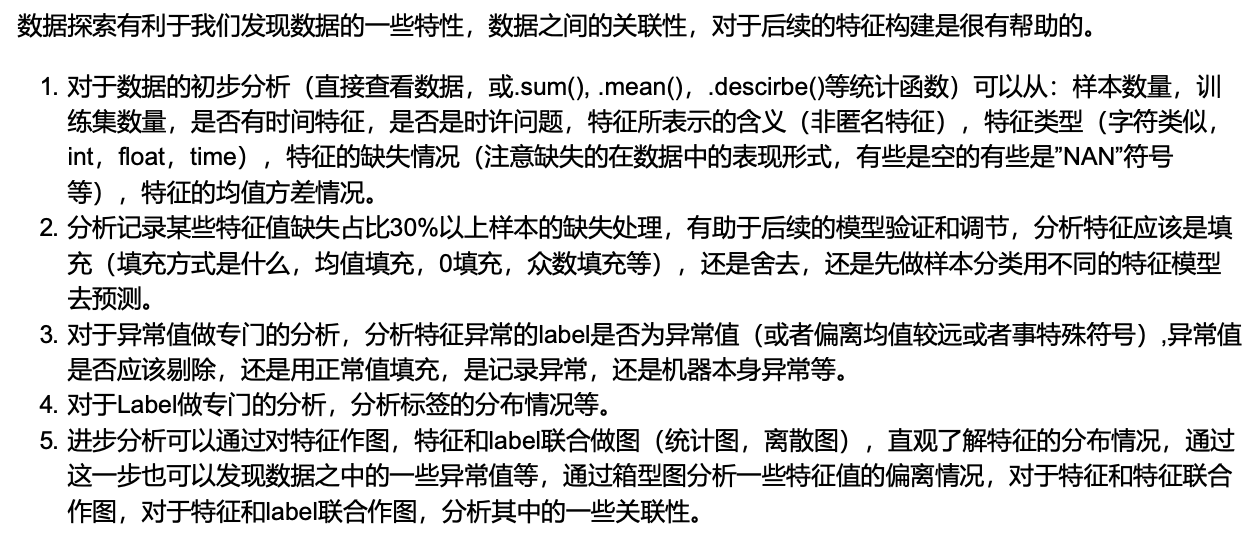 数据探索有利于我们发现数据的一些特性，数据之间的关联性，对于后续的特征构建是很有帮助的。
1. 对于数据的初步分析（直接查看数据，或.sum(), .mean()，.descirbe()等统计函数）可以从：样本数量，训
练集数量，是否有时间特征，是否是时许问题，特征所表示的含义（非匿名特征），特征类型（字符类似，
int，float，time），特征的缺失情况（注意缺失的在数据中的表现形式，有些是空的有些是”NAN”符号
等），特征的均值方差情况。
2. 分析记录某些特征值缺失占比30%以上样本的缺失处理，有助于后续的模型验证和调节，分析特征应该是填
充（填充方式是什么，均值填充，0填充，众数填充等），还是舍去，还是先做样本分类用不同的特征模型
去预测。
3. 对于异常值做专门的分析，分析特征异常的label是否为异常值（或者偏离均值较远或者事特殊符号）,异常值
是否应该剔除，还是用正常值填充，是记录异常，还是机器本身异常等。
4. 对于Label做专门的分析，分析标签的分布情况等。
5. 进步分析可以通过对特征作图，特征和label联合做图（统计图，离散图），直观了解特征的分布情况，通过
这一步也可以发现数据之中的一些异常值等，通过箱型图分析一些特征值的偏离情况，对于特征和特征联合
作图，对于特征和label联合作图，分析其中的一些关联性。